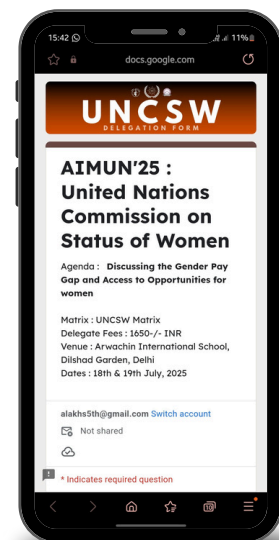 15:42
11%
docs.google.com
UNCSW
DELEGATION FORM
AIMUN'25 :
United Nations
Commission on
Status of Women
Agenda : Discussing the Gender Pay
Gap and Access to Opportunities for
women
Matrix : UNCSW Matrix
Delegate Fees : 1650-/- INR
Venue : Arwachin International School,
Dilshad Garden, Delhi
Dates : 18th & 19th July, 2025
alakhs5th@gmail.com Switch account
Not shared
* Indicates required question
10